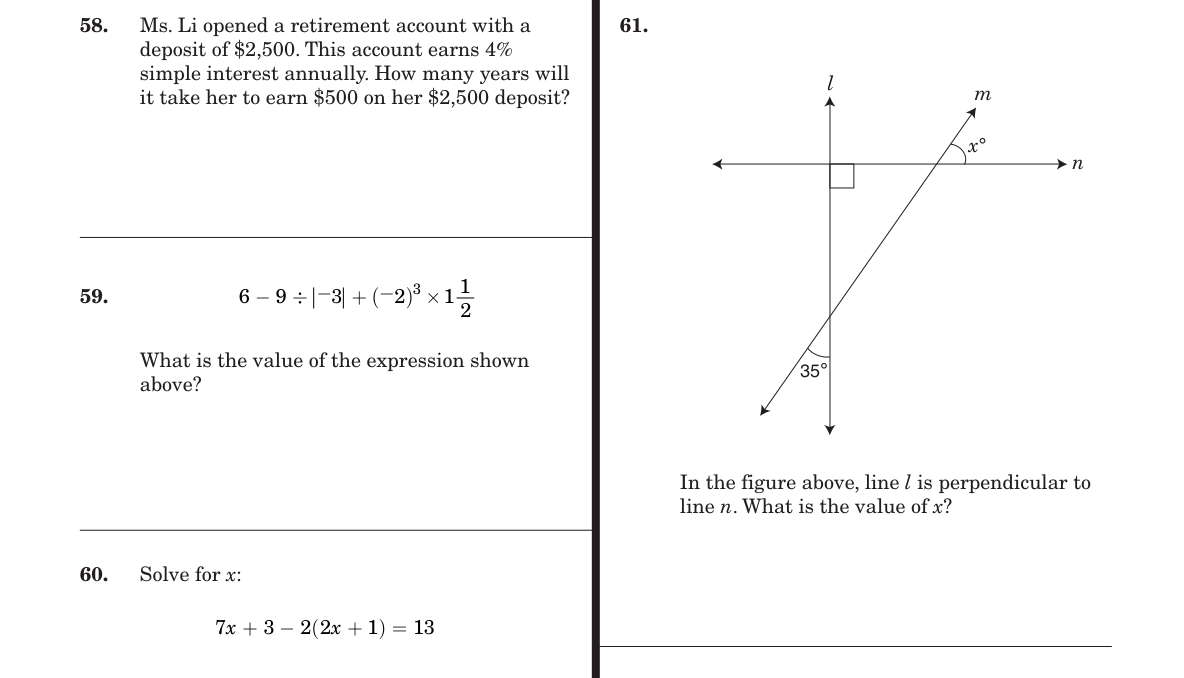 58. Ms. Li opened a retirement account with a
deposit of $2,500. This account earns 4%
simple interest annually. How many years will
it take her to earn $500 on her $2,500 deposit?
59. 6 − 9 ÷ |⁻3| + (⁻2)³ × 1 1/2
What is the value of the expression shown
above?
60. Solve for x:
7x + 3 − 2(2x + 1) = 13
61.
l
m
x°
n
35°
In the figure above, line l is perpendicular to
line n. What is the value of x?